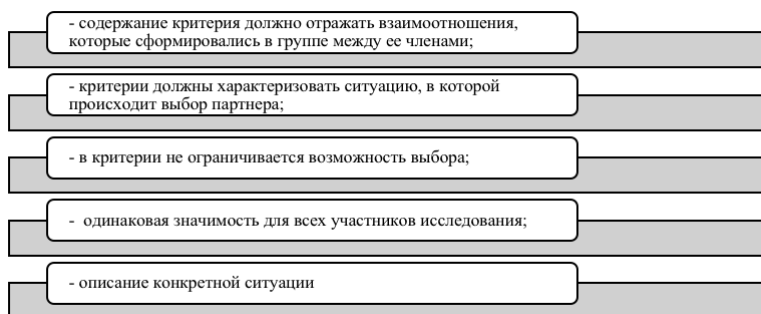 - содержание критерия должно отражать взаимоотношения,
которые сформировались в группе между ее членами;
- критерии должны характеризовать ситуацию, в которой
происходит выбор партнера;
- в критерии не ограничивается возможность выбора;
- одинаковая значимость для всех участников исследования;
- описание конкретной ситуации